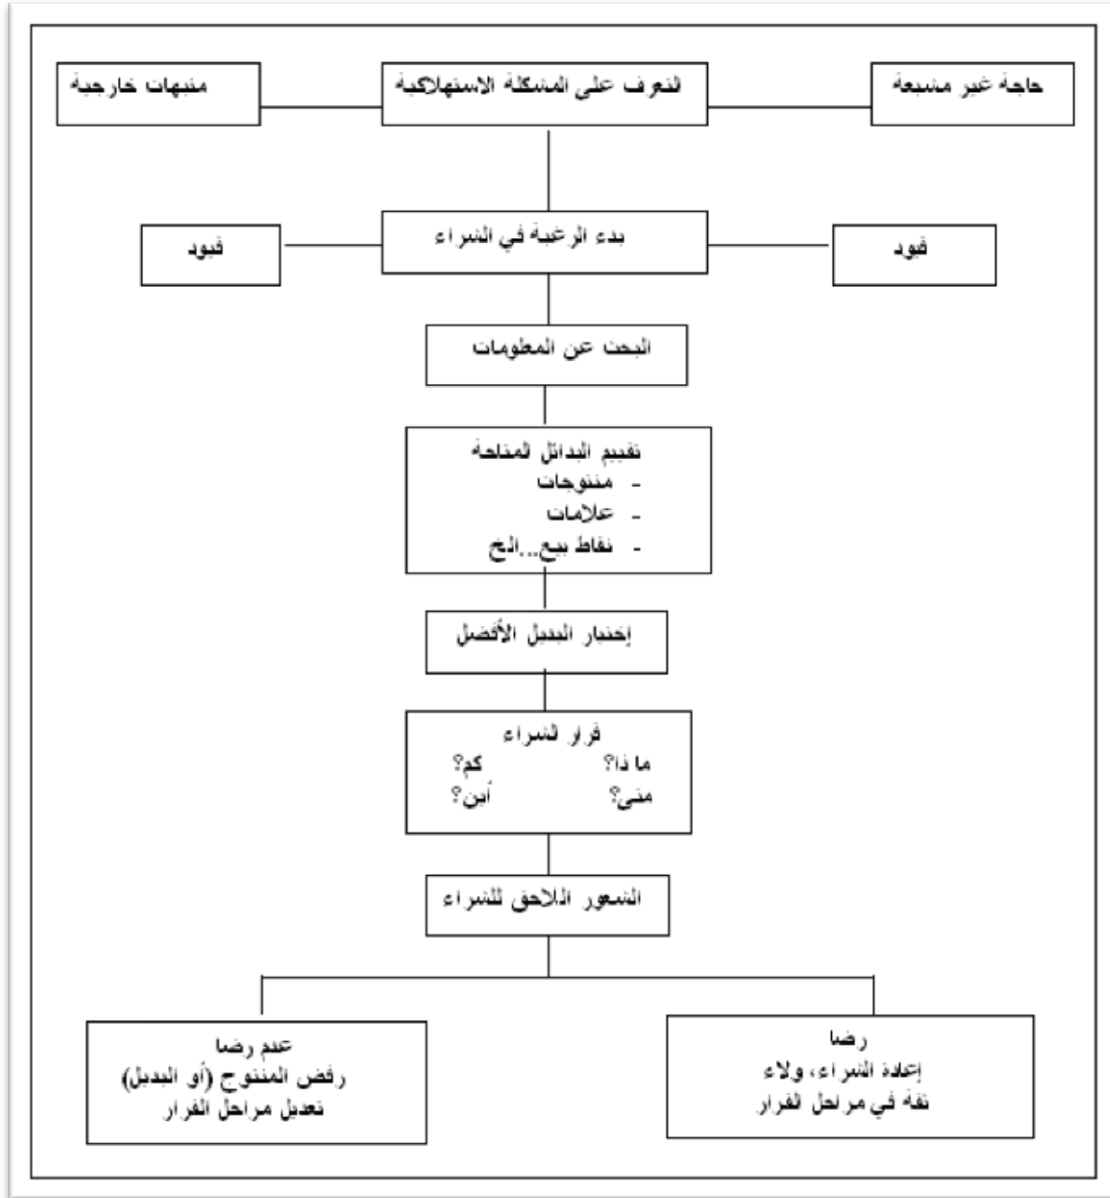 حاجة غير مشبعة
التعرف على المشكلة الاستهلاكية
منبهات خارجية
قيود
بدء الرغبة في الشراء
قيود
البحث عن المعلومات
تقييم البدائل المتاحة
- منتوجات
- علامات
- نقاط بيع...الخ
إختيار البديل الأفضل
قرار الشراء
ما ذا؟ كم؟
متى؟ أين؟
الشعور اللاحق للشراء
رضا
إعادة الشراء، ولاء
ثقة في مراحل القرار
عدم رضا
رفض المنتوج (أو البديل)
تعديل مراحل القرار